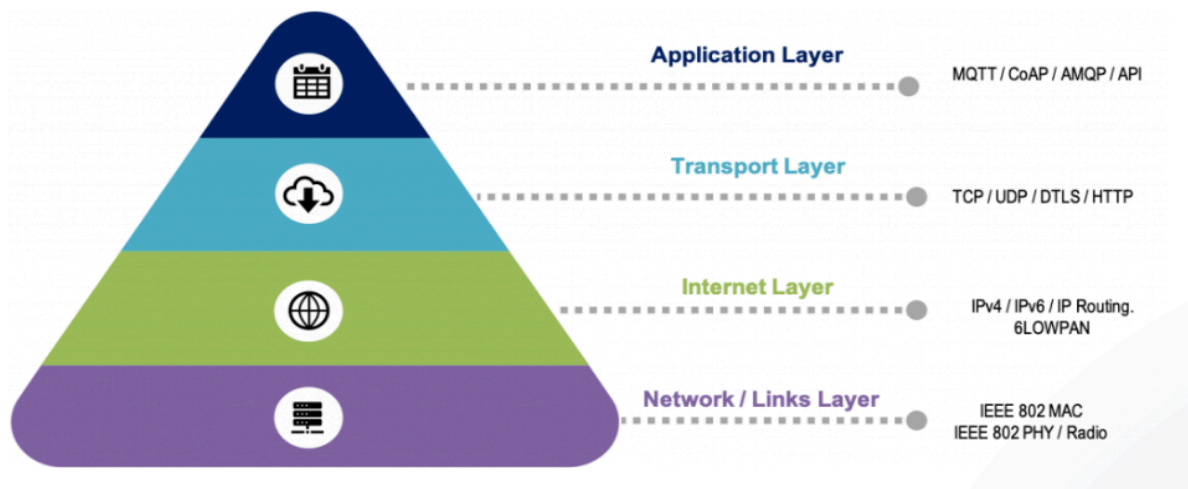 Application Layer
MQTT / CoAP / AMQP / API
Transport Layer
TCP / UDP / DTLS / HTTP
Internet Layer
IPv4 / IPv6 / IP Routing.
6LOWPAN
Network / Links Layer
IEEE 802 MAC
IEEE 802 PHY / Radio